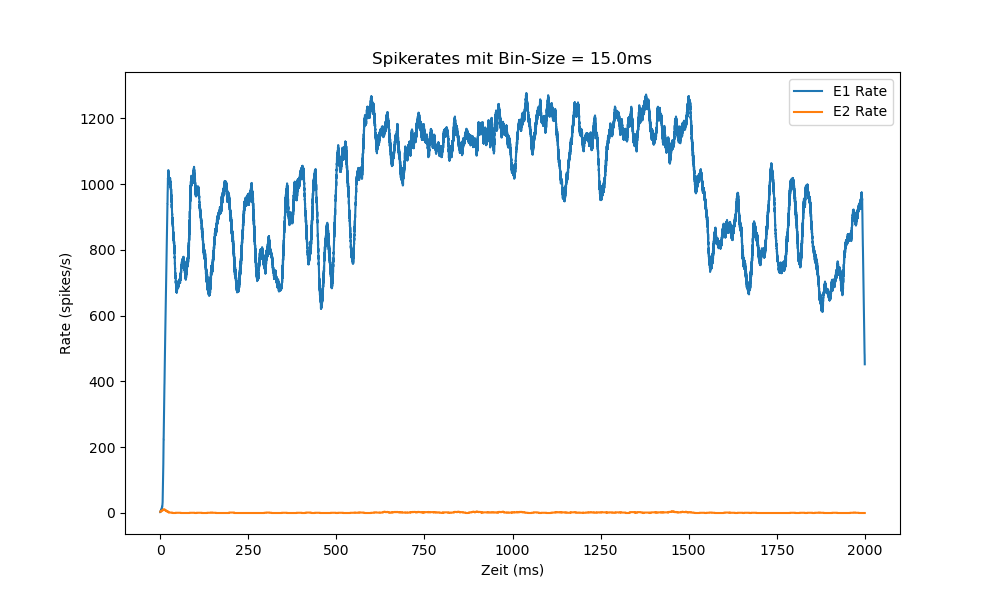 Spikerates mit Bin-Size = 15.0ms
E1 Rate
E2 Rate
Rate (spikes/s)
1200
1000
800
600
400
200
0
0 250 500 750 1000 1250 1500 1750 2000
Zeit (ms)